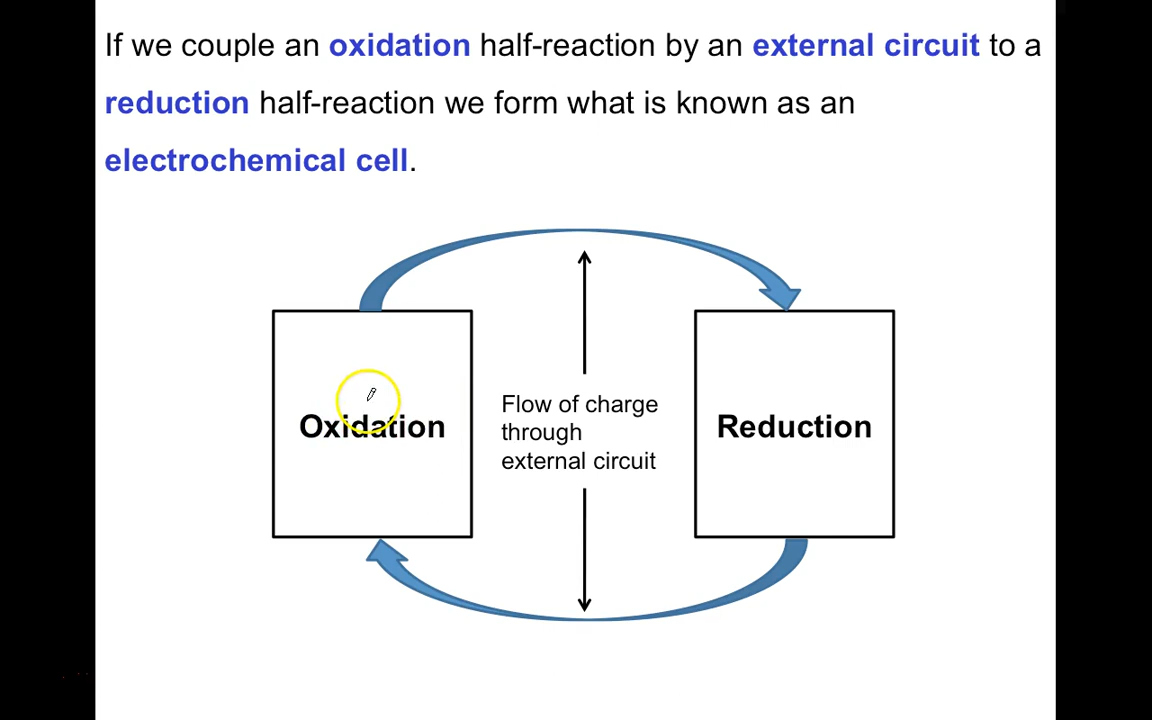 If we couple an oxidation half-reaction by an external circuit to a
reduction half-reaction we form what is known as an
electrochemical cell.
Oxidation
Flow of charge
through
external circuit
Reduction